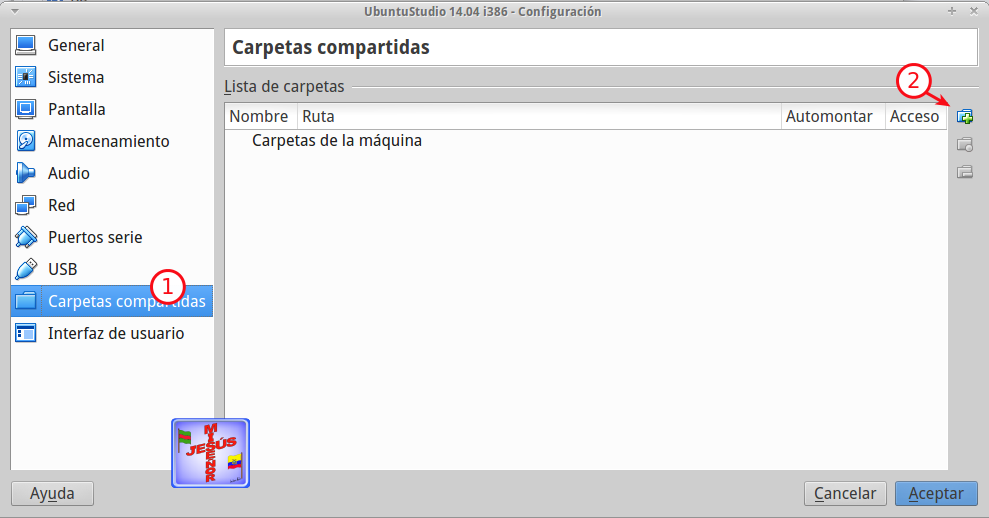 UbuntuStudio 14.04 i386 - Configuración
General
Sistema
Pantalla
Almacenamiento
Audio
Red
Puertos serie
USB
Carpetas compartidas
Interfaz de usuario
1
Carpetas compartidas
Lista de carpetas
2
Nombre Ruta Automontar Acceso
Carpetas de la máquina
JESÚS
Ayuda
Cancelar Aceptar